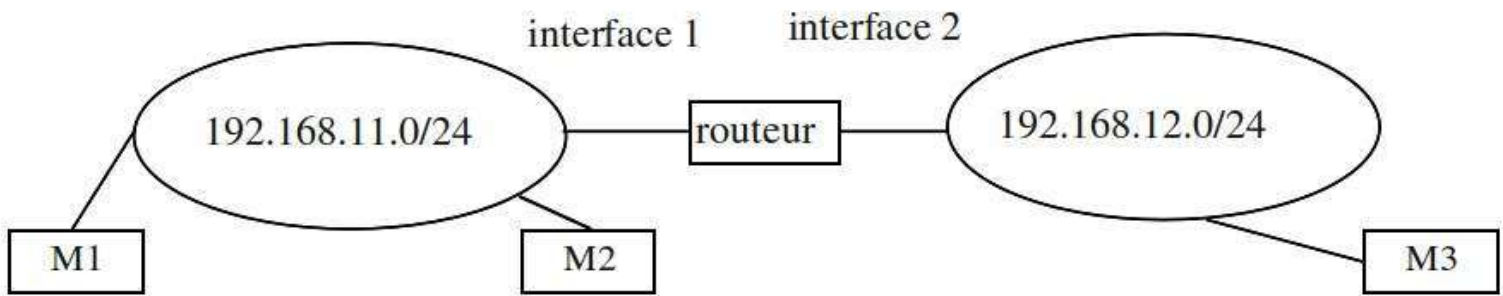 interface 1
interface 2
192.168.11.0/24
routeur
192.168.12.0/24
M1
M2
M3